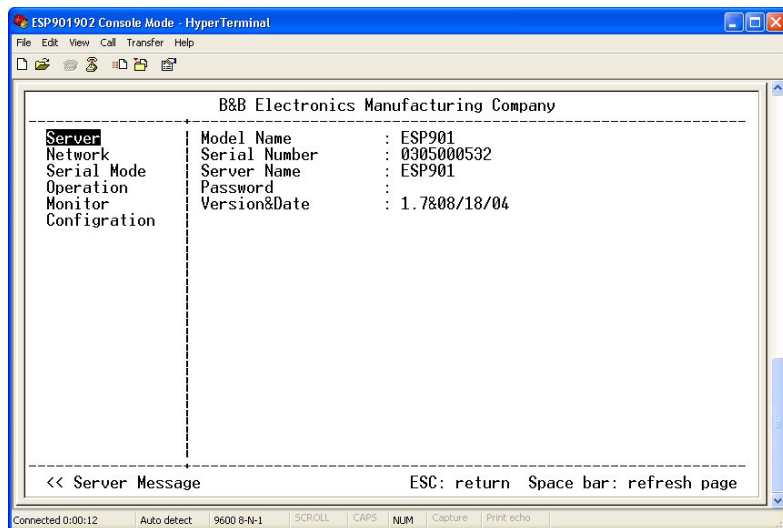 ESP901902 Console Mode - HyperTerminal
File Edit View Call Transfer Help
B&B Electronics Manufacturing Company
Server
Network
Serial Mode
Operation
Monitor
Configration
Model Name : ESP901
Serial Number : 0305000532
Server Name : ESP901
Password :
Version&Date : 1.7&08/18/04
<< Server Message ESC: return Space bar: refresh page
Connected 0:00:12 Auto detect 9600 8-N-1 SCROLL CAPS NUM Capture Print echo